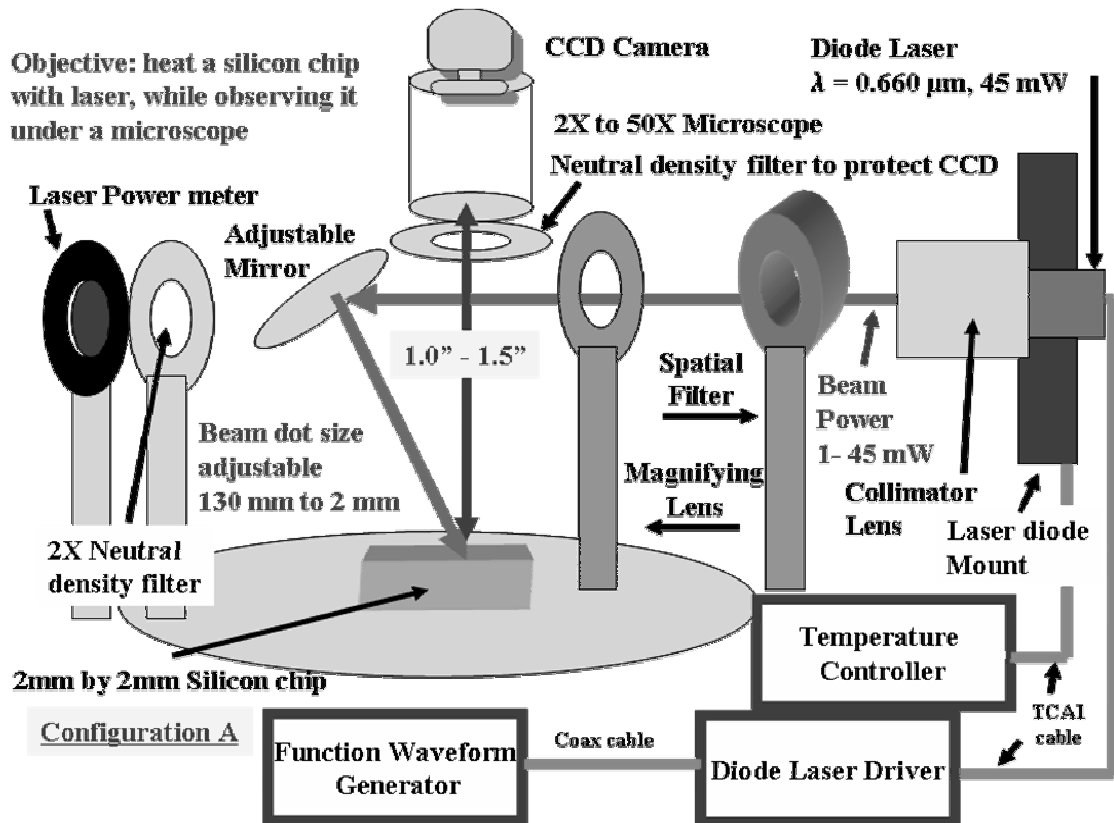 Objective: heat a silicon chip
with laser, while observing it
under a microscope
CCD Camera
Diode Laser
λ = 0.660 μm, 45 mW
2X to 50X Microscope
Neutral density filter to protect CCD
Laser Power meter
Adjustable
Mirror
1.0” - 1.5”
Spatial
Filter
Beam
Power
1- 45 mW
Beam dot size
adjustable
130 mm to 2 mm
Magnifying
Lens
Collimator
Lens
Laser diode
Mount
2X Neutral
density filter
Temperature
Controller
2mm by 2mm Silicon chip
Configuration A
TCAI
cable
Function Waveform
Generator
Coax cable
Diode Laser Driver